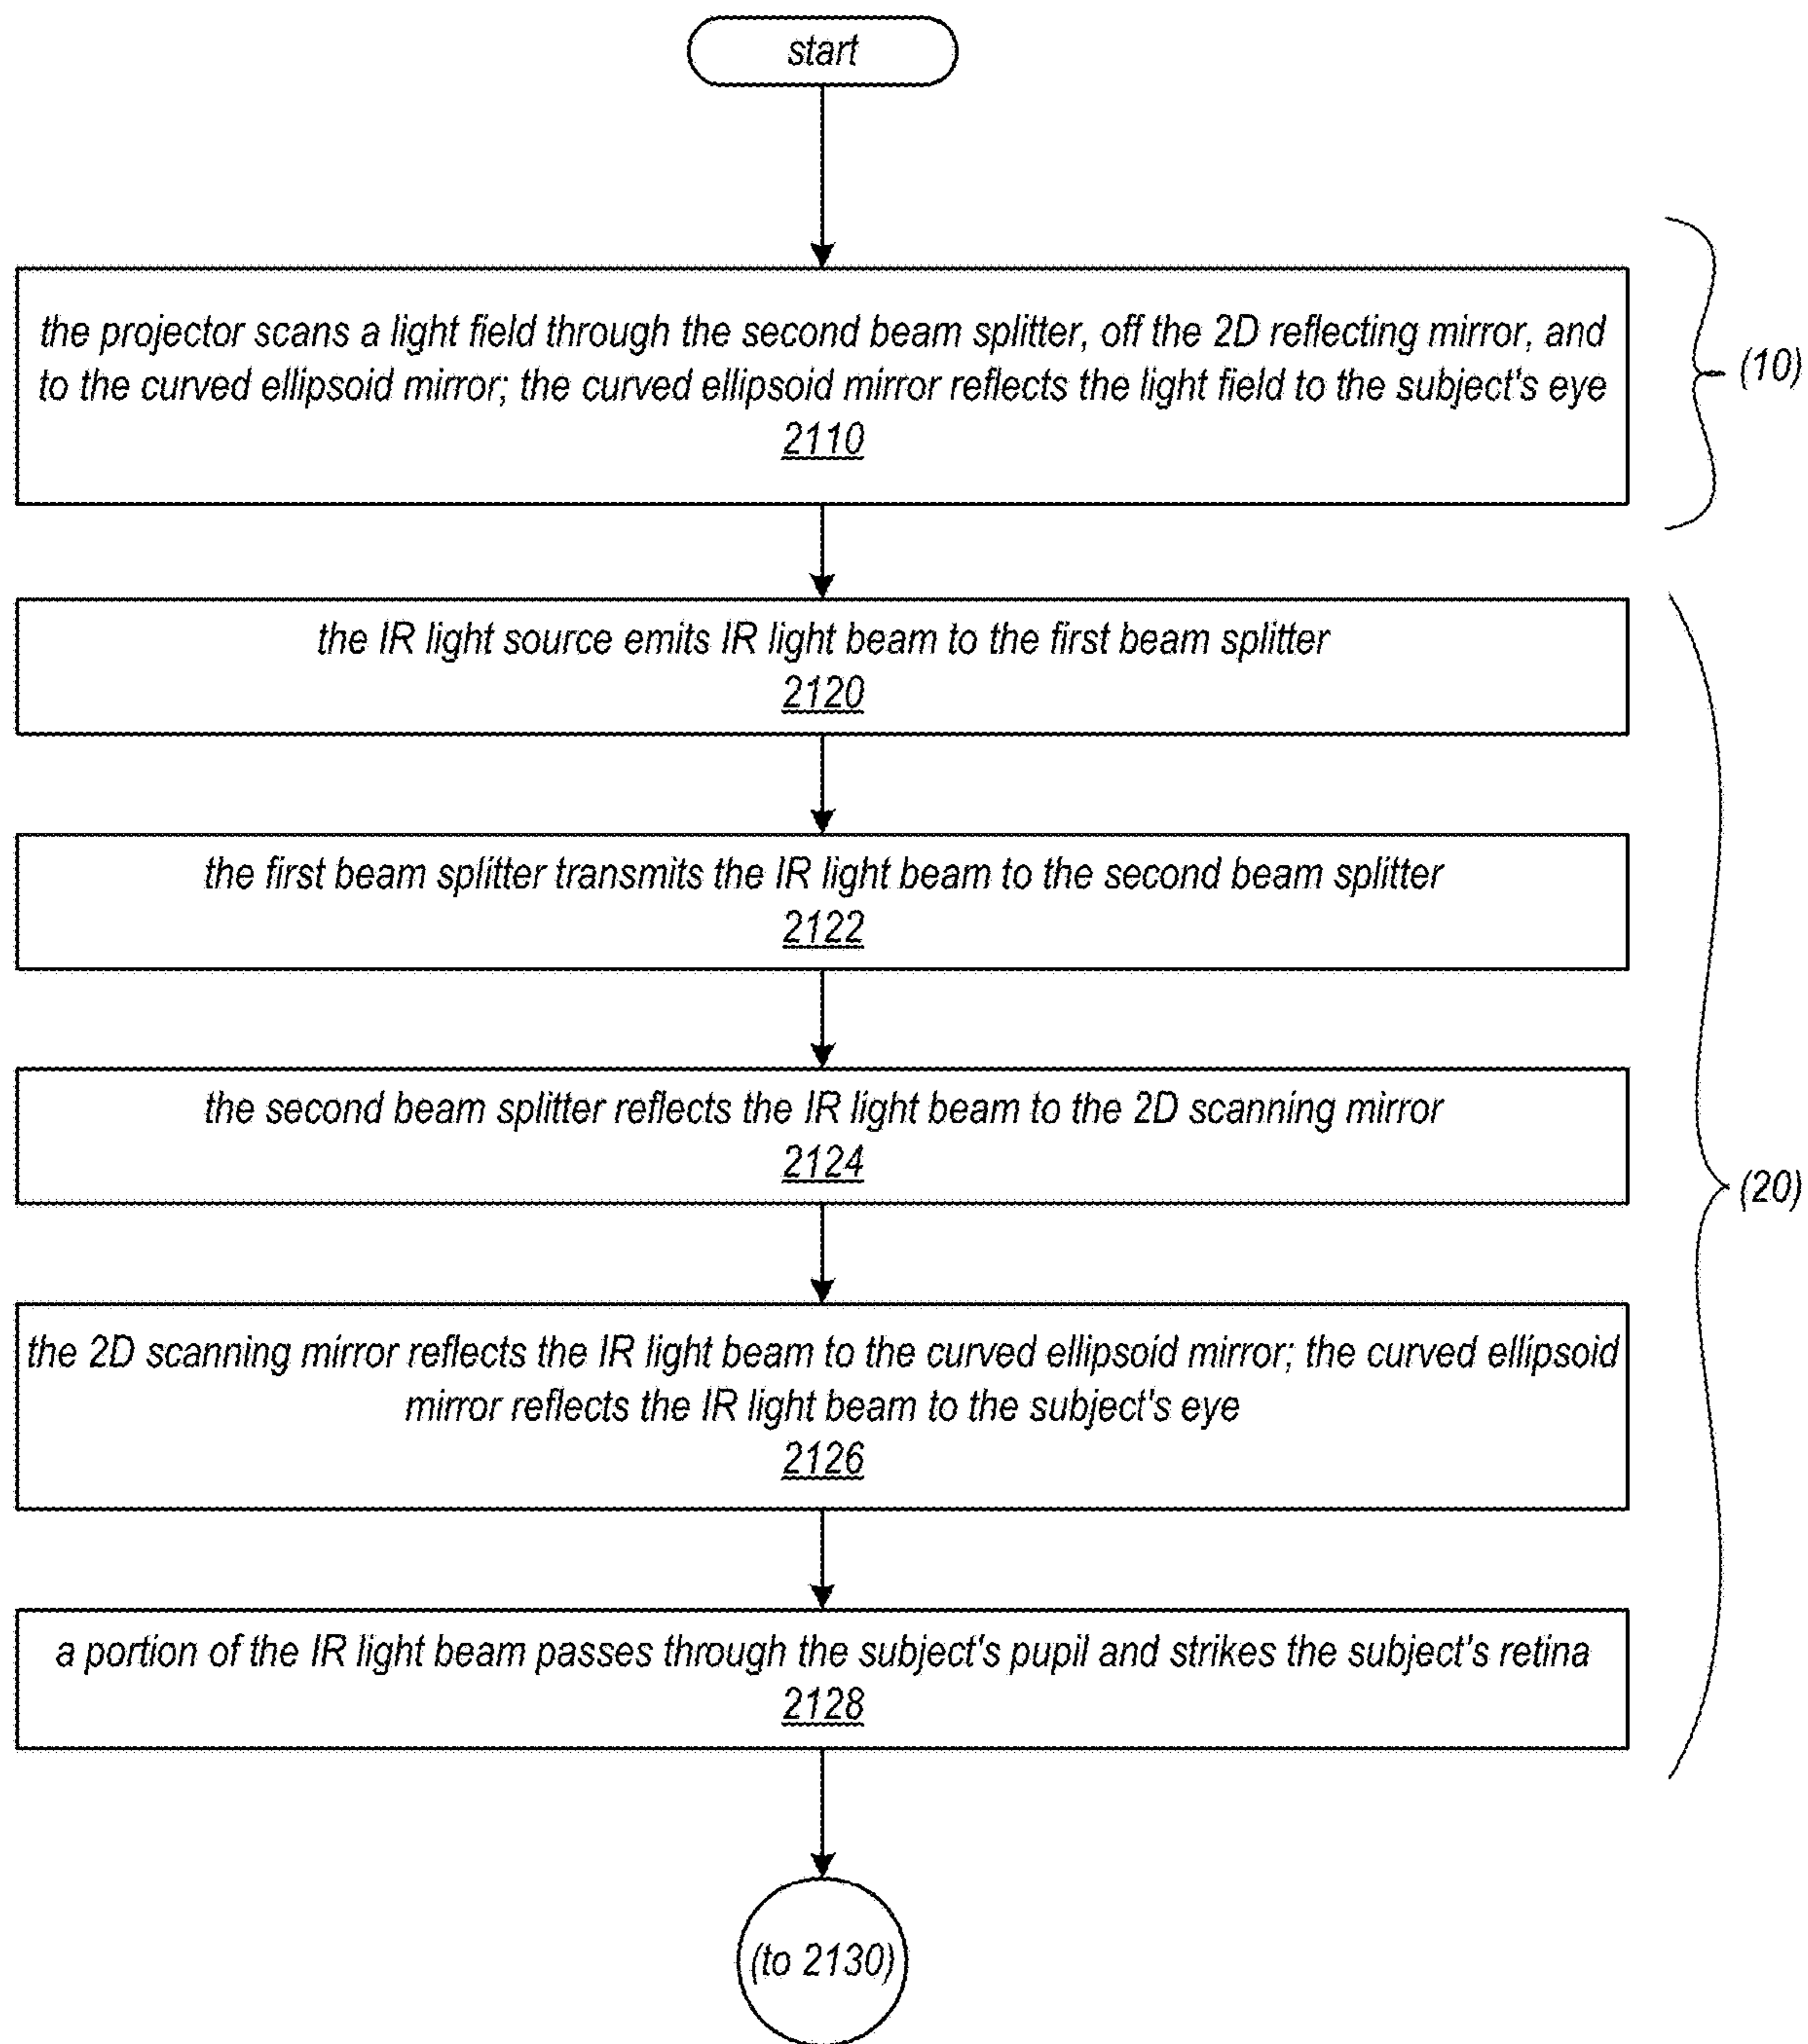 start
the projector scans a light field through the second beam splitter, off the 2D reflecting mirror, and
to the curved ellipsoid mirror; the curved ellipsoid mirror reflects the light field to the subject's eye
2110
(10)
the IR light source emits IR light beam to the first beam splitter
2120
the first beam splitter transmits the IR light beam to the second beam splitter
2122
the second beam splitter reflects the IR light beam to the 2D scanning mirror
2124
(20)
the 2D scanning mirror reflects the IR light beam to the curved ellipsoid mirror; the curved ellipsoid
mirror reflects the IR light beam to the subject's eye
2126
a portion of the IR light beam passes through the subject's pupil and strikes the subject's retina
2128
(to 2130)